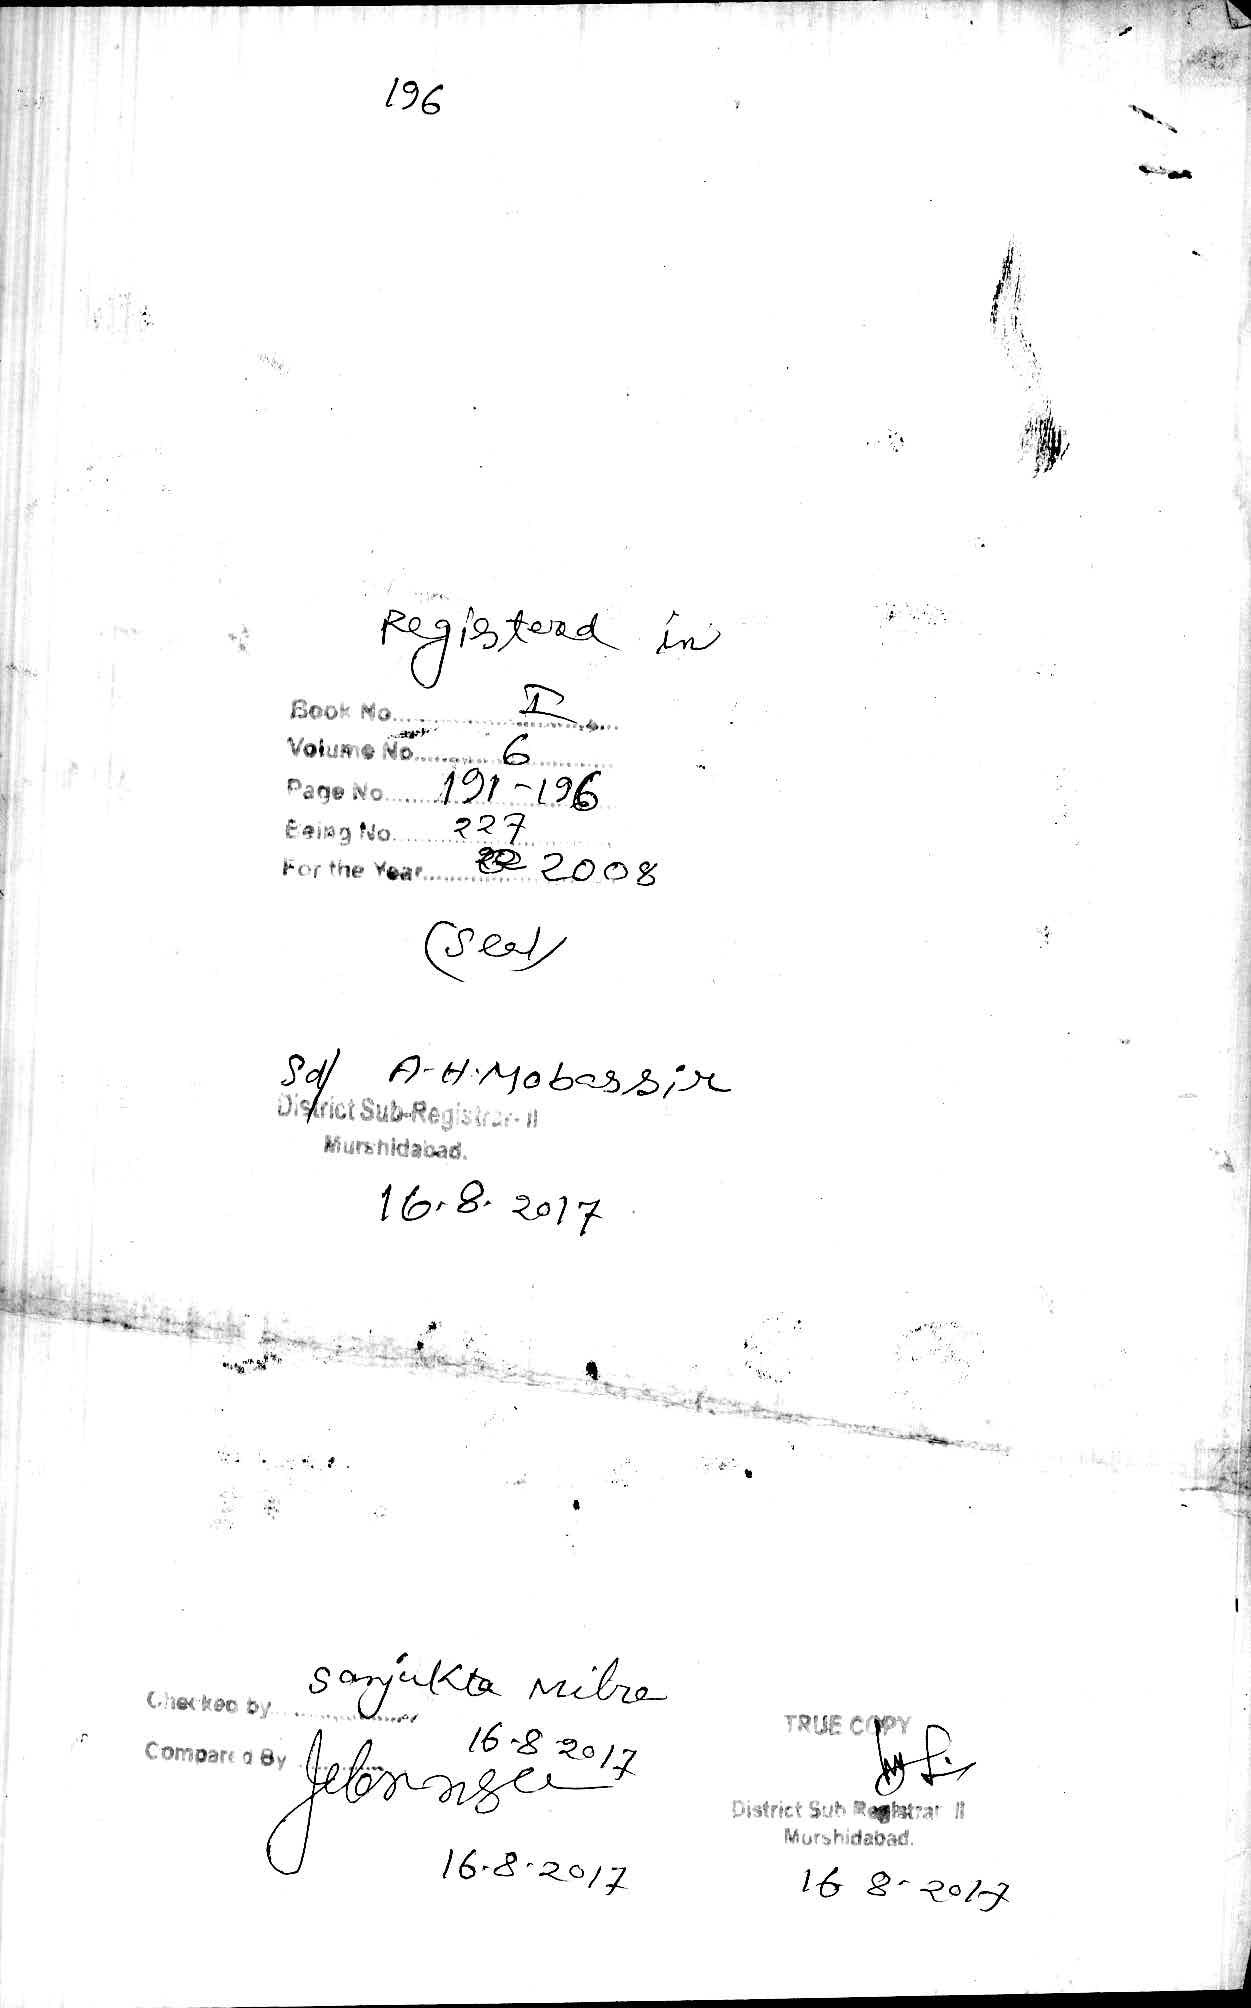 196
Registerd in
Book No. I
Volume No. 6
Page No. 191-196
Being No. 227
For the Year 2008
(Seal)
Sd/ A-H. Mobassir
District Sub-Registrar-II
Murshidabad.
16.8.2017
Checked by Sanjukta Mitra
16-8 2017
Compared By
16.8.2017
TRUE COPY
District Sub Registrar II
Murshidabad.
16 8-2017